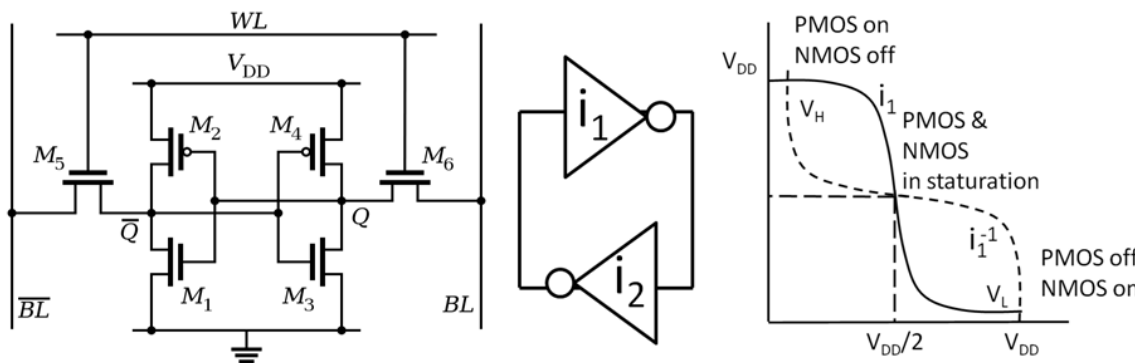 WL
V_DD
M_2
M_4
M_5
M_6
Q̅
Q
M_1
M_3
B̅L̅
BL
i_1
i_2
PMOS on
NMOS off
V_DD
V_H
i_1
PMOS &
NMOS
in staturation
i_1^-1
PMOS off
NMOS on
V_L
V_DD/2
V_DD